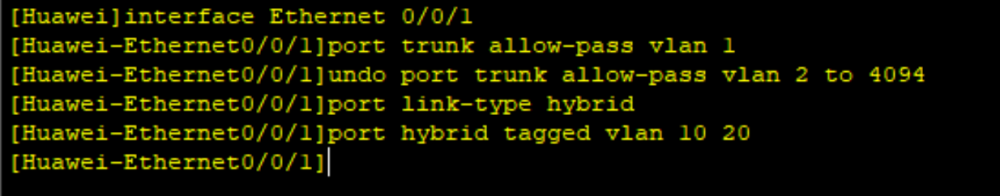 [Huawei]interface Ethernet 0/0/1
[Huawei-Ethernet0/0/1]port trunk allow-pass vlan 1
[Huawei-Ethernet0/0/1]undo port trunk allow-pass vlan 2 to 4094
[Huawei-Ethernet0/0/1]port link-type hybrid
[Huawei-Ethernet0/0/1]port hybrid tagged vlan 10 20
[Huawei-Ethernet0/0/1]